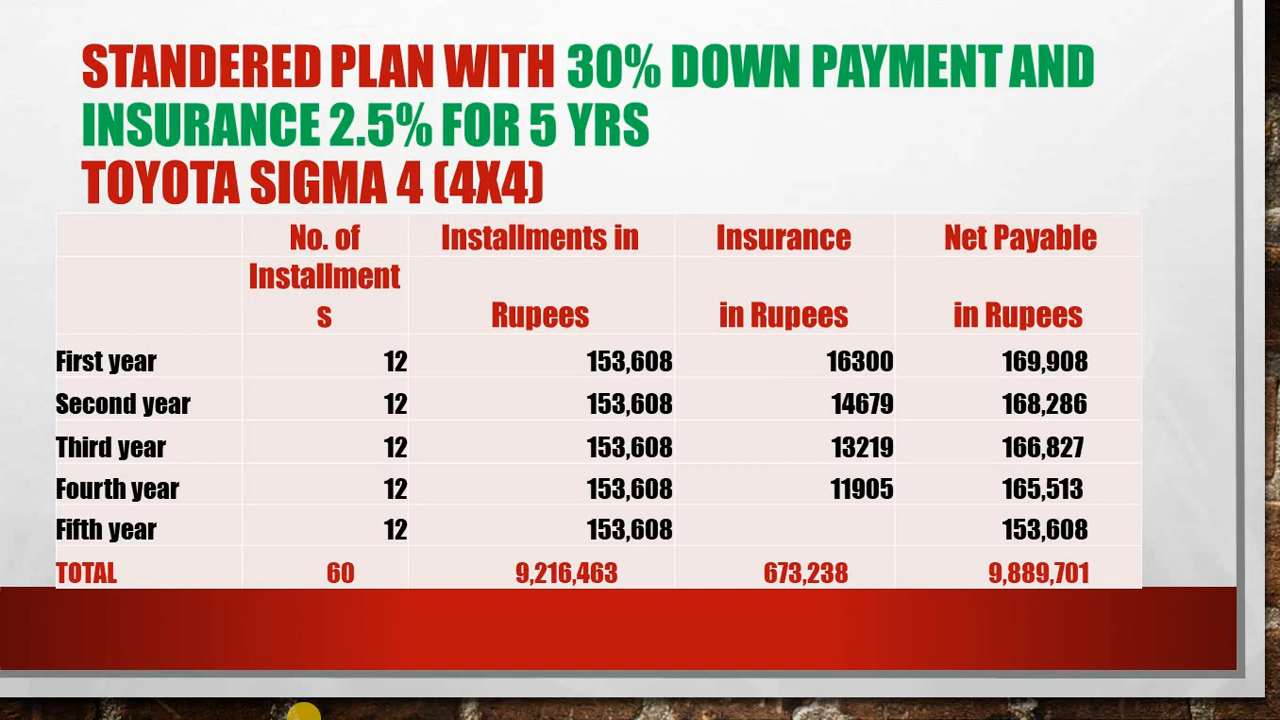 STANDERED PLAN WITH 30% DOWN PAYMENT AND
INSURANCE 2.5% FOR 5 YRS
TOYOTA SIGMA 4 (4X4)
No. of Installments in Insurance Net Payable
Installment
s Rupees in Rupees in Rupees
First year 12 153,608 16300 169,908
Second year 12 153,608 14679 168,286
Third year 12 153,608 13219 166,827
Fourth year 12 153,608 11905 165,513
Fifth year 12 153,608 153,608
TOTAL 60 9,216,463 673,238 9,889,701